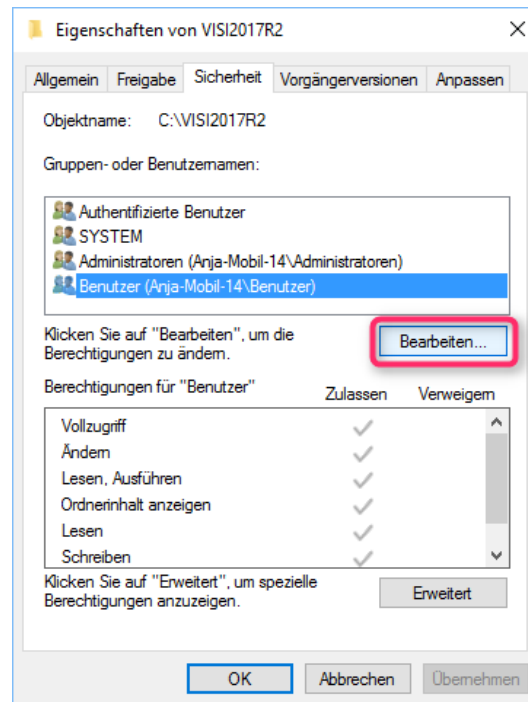 Eigenschaften von VISI2017R2
Allgemein Freigabe Sicherheit Vorgängerversionen Anpassen
Objektname: C:\VISI2017R2
Gruppen- oder Benutzernamen:
Authentifizierte Benutzer
SYSTEM
Administratoren (Anja-Mobil-14\Administratoren)
Benutzer (Anja-Mobil-14\Benutzer)
Klicken Sie auf "Bearbeiten", um die
Berechtigungen zu ändern.
Bearbeiten...
Berechtigungen für "Benutzer" Zulassen Verweigern
Vollzugriff
Ändern
Lesen, Ausführen
Ordnerinhalt anzeigen
Lesen
Schreiben
Klicken Sie auf "Erweitert", um spezielle
Berechtigungen anzuzeigen.
Erweitert
OK Abbrechen Übernehmen